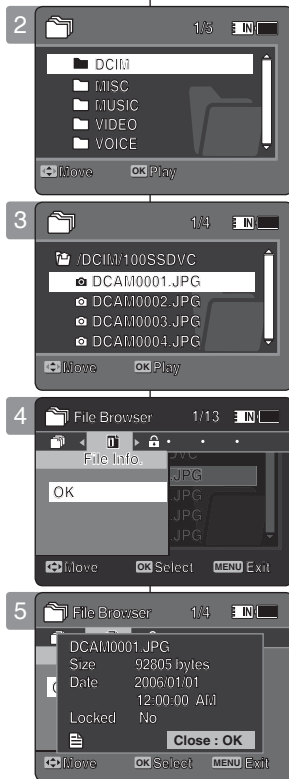 2
1/5 IN
DCIM
MISC
MUSIC
VIDEO
VOICE
Move OK Play
3
1/4 IN
/DCIM/100SSDVC
DCAM0001.JPG
DCAM0002.JPG
DCAM0003.JPG
DCAM0004.JPG
Move OK Play
4
File Browser 1/13 IN
File Info.
DVC
.JPG
OK
.JPG
.JPG
.JPG
Move OK Select MENU Exit
5
File Browser 1/4 IN
DCAM0001.JPG
Size 92805 bytes
Date 2006/01/01
12:00:00 AM
Locked No
Close : OK
Move OK Select MENU Exit